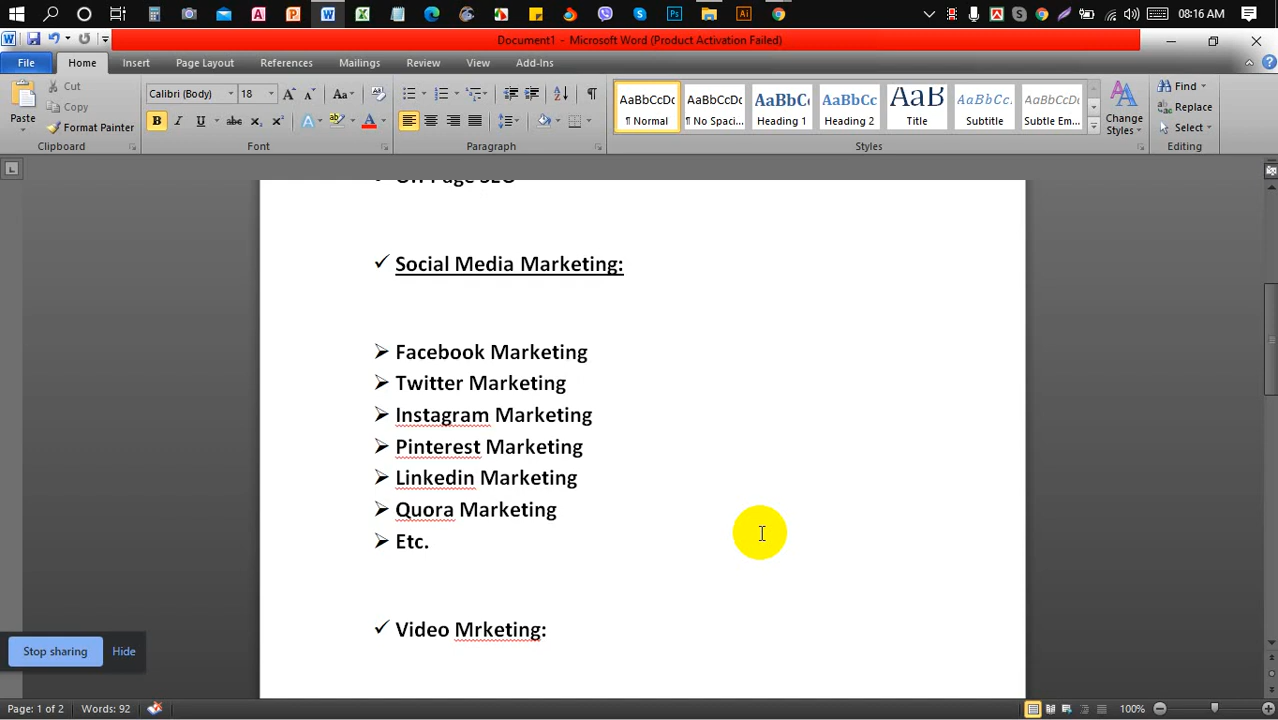 08:16 AM
Document1 - Microsoft Word (Product Activation Failed)
File Home Insert Page Layout References Mailings Review View Add-Ins
Paste
Cut
Copy
Format Painter
Clipboard
Calibri (Body) 18
Font
Paragraph
AaBbCcDc AaBbCcDc AaBbCc AaBbCc AaB AaBbCc. AaBbCcDc
¶ Normal ¶ No Spaci... Heading 1 Heading 2 Title Subtitle Subtle Em...
Change
Styles
Styles
Find
Replace
Select
Editing
Off Page SEO
Social Media Marketing:
Facebook Marketing
Twitter Marketing
Instagram Marketing
Pinterest Marketing
Linkedin Marketing
Quora Marketing
Etc.
Video Mrketing:
Stop sharing Hide
Page: 1 of 2 Words: 92 100%